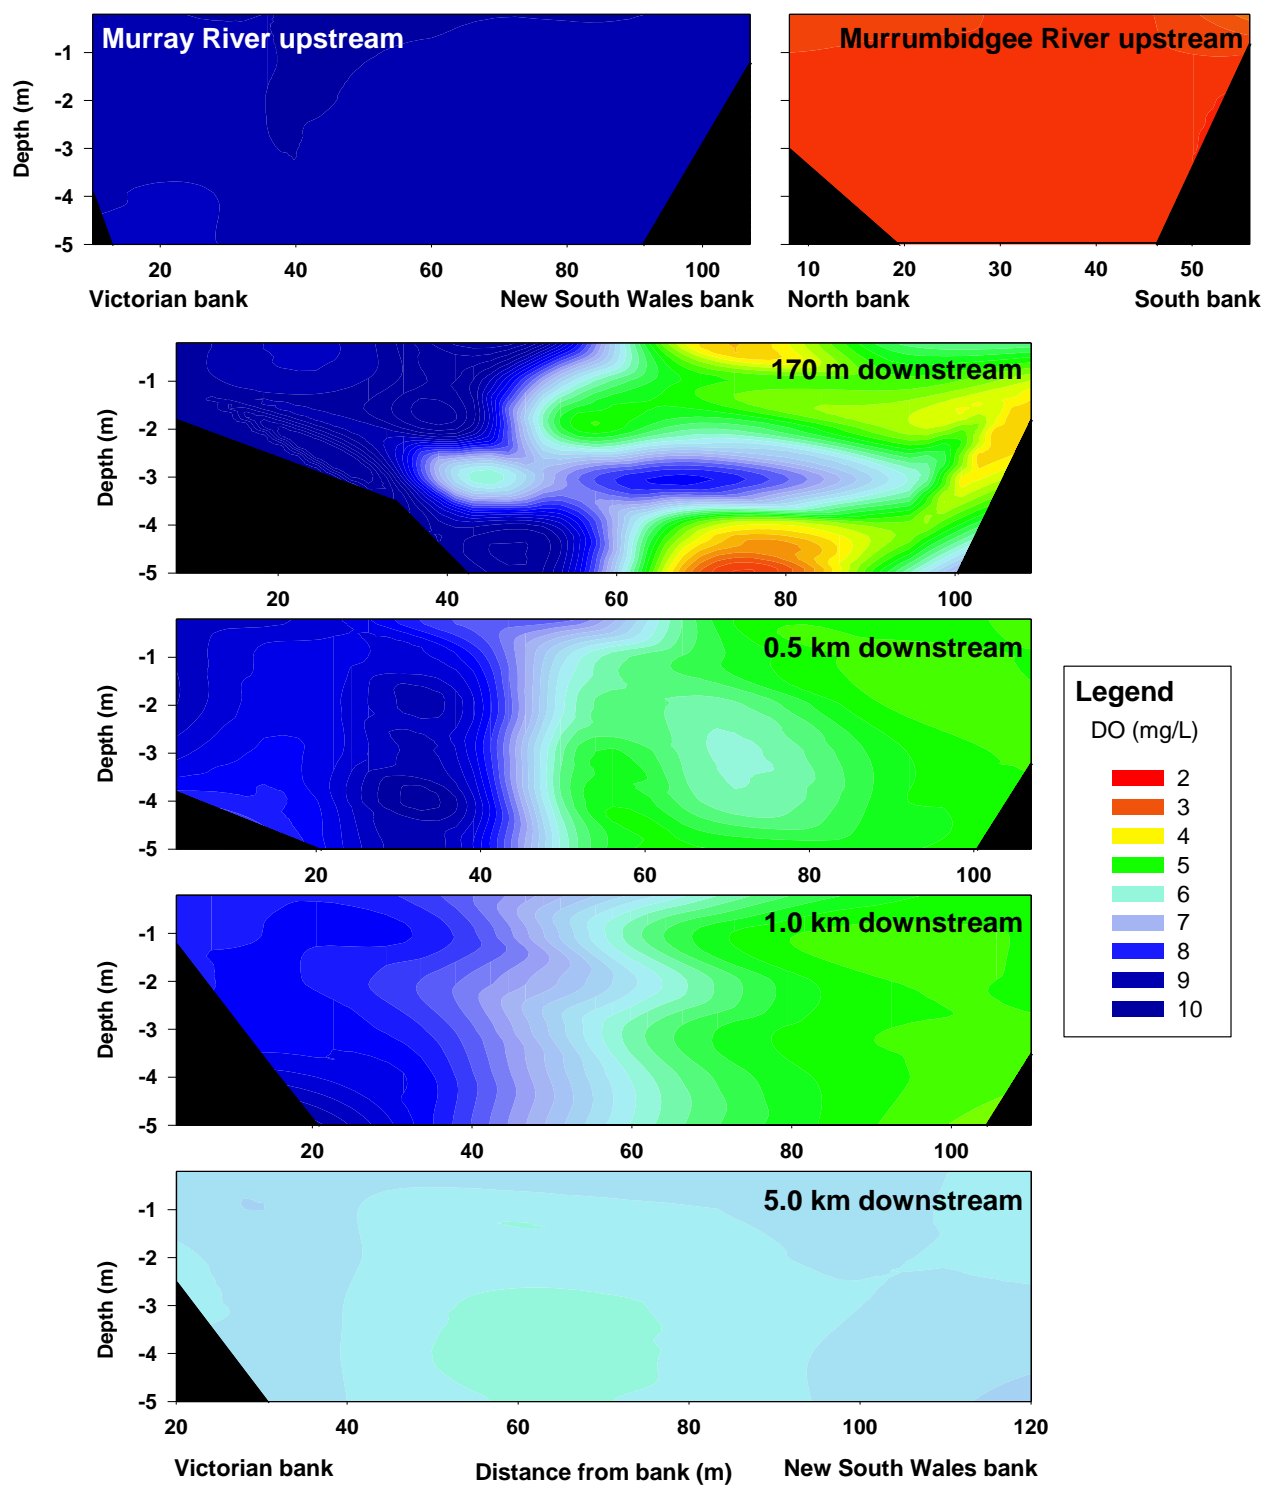 Murray River upstream
Murrumbidgee River upstream
Depth (m)
-1
-2
-3
-4
-5
20 40 60 80 100
10 20 30 40 50
Victorian bank New South Wales bank
North bank South bank
170 m downstream
Depth (m)
-1
-2
-3
-4
-5
20 40 60 80 100
0.5 km downstream
Depth (m)
-1
-2
-3
-4
-5
20 40 60 80 100
1.0 km downstream
Depth (m)
-1
-2
-3
-4
-5
20 40 60 80 100
5.0 km downstream
Depth (m)
-1
-2
-3
-4
-5
20 40 60 80 100 120
Victorian bank Distance from bank (m) New South Wales bank
Legend
DO (mg/L)
2
3
4
5
6
7
8
9
10